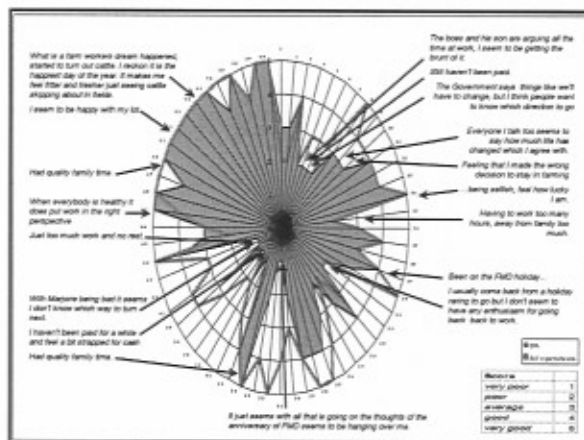 What is a farm workers dream happened,
started to turn out cattle. I reckon it is the
happiest day of the year. It makes me
feel fitter and fresher just seeing cattle
skipping about in fields.
I seem to be happy with my lot.
Had quality family time.
When everybody is healthy it
does put work in the right
perspective
Just too much work and no rest.
With Marjorie being bad it seems
I don't know which way to turn
next.
I haven't been paid for a while
and feel a bit strapped for cash
Had quality family time.
The boss and his son are arguing all the
time at work, I seem to be getting the
brunt of it.
Still haven't been paid.
The Government says things like we'll
have to change, but I think people want
to know which direction to go
Everyone I talk too seems to
say how much life has
changed which I agree with.
Feeling that I made the wrong
decision to stay in farming
being selfish, feel how lucky
I am.
Having to work too many
hours, away from family too
much.
Been on the FMD holiday...
I usually come back from a holiday
raring to go but I don't seem to
have any enthusiasm for going
back back to work.
It just seems with all that is going on the thoughts of the
anniversary of FMD seems to be hanging over me
Score
very poor 1
poor 2
average 3
good 4
very good 5